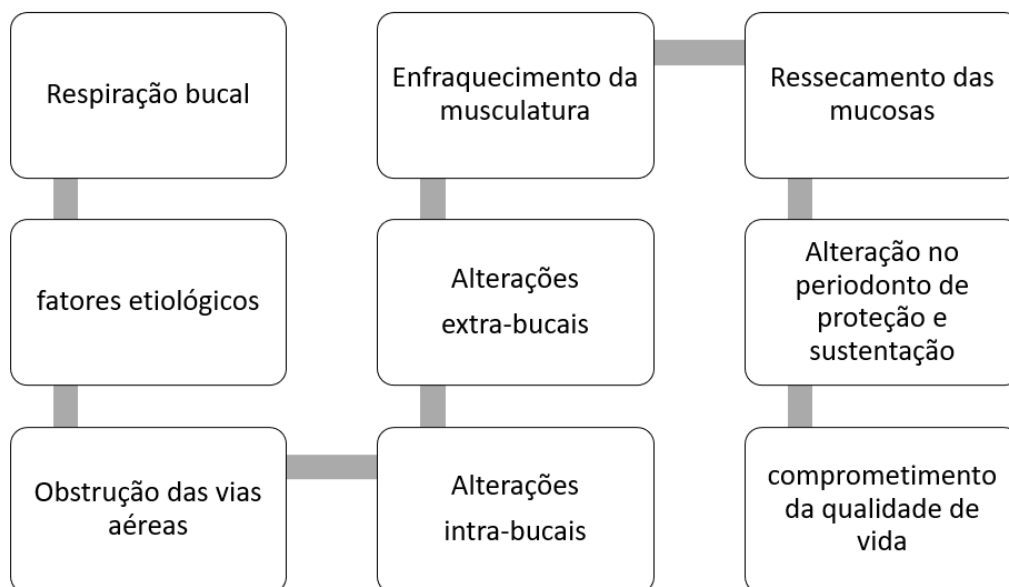 Respiração bucal
fatores etiológicos
Obstrução das vias
aéreas
Alterações
intra-bucais
Alterações
extra-bucais
Enfraquecimento da
musculatura
Ressecamento das
mucosas
Alteração no
periodonto de
proteção e
sustentação
comprometimento
da qualidade de
vida